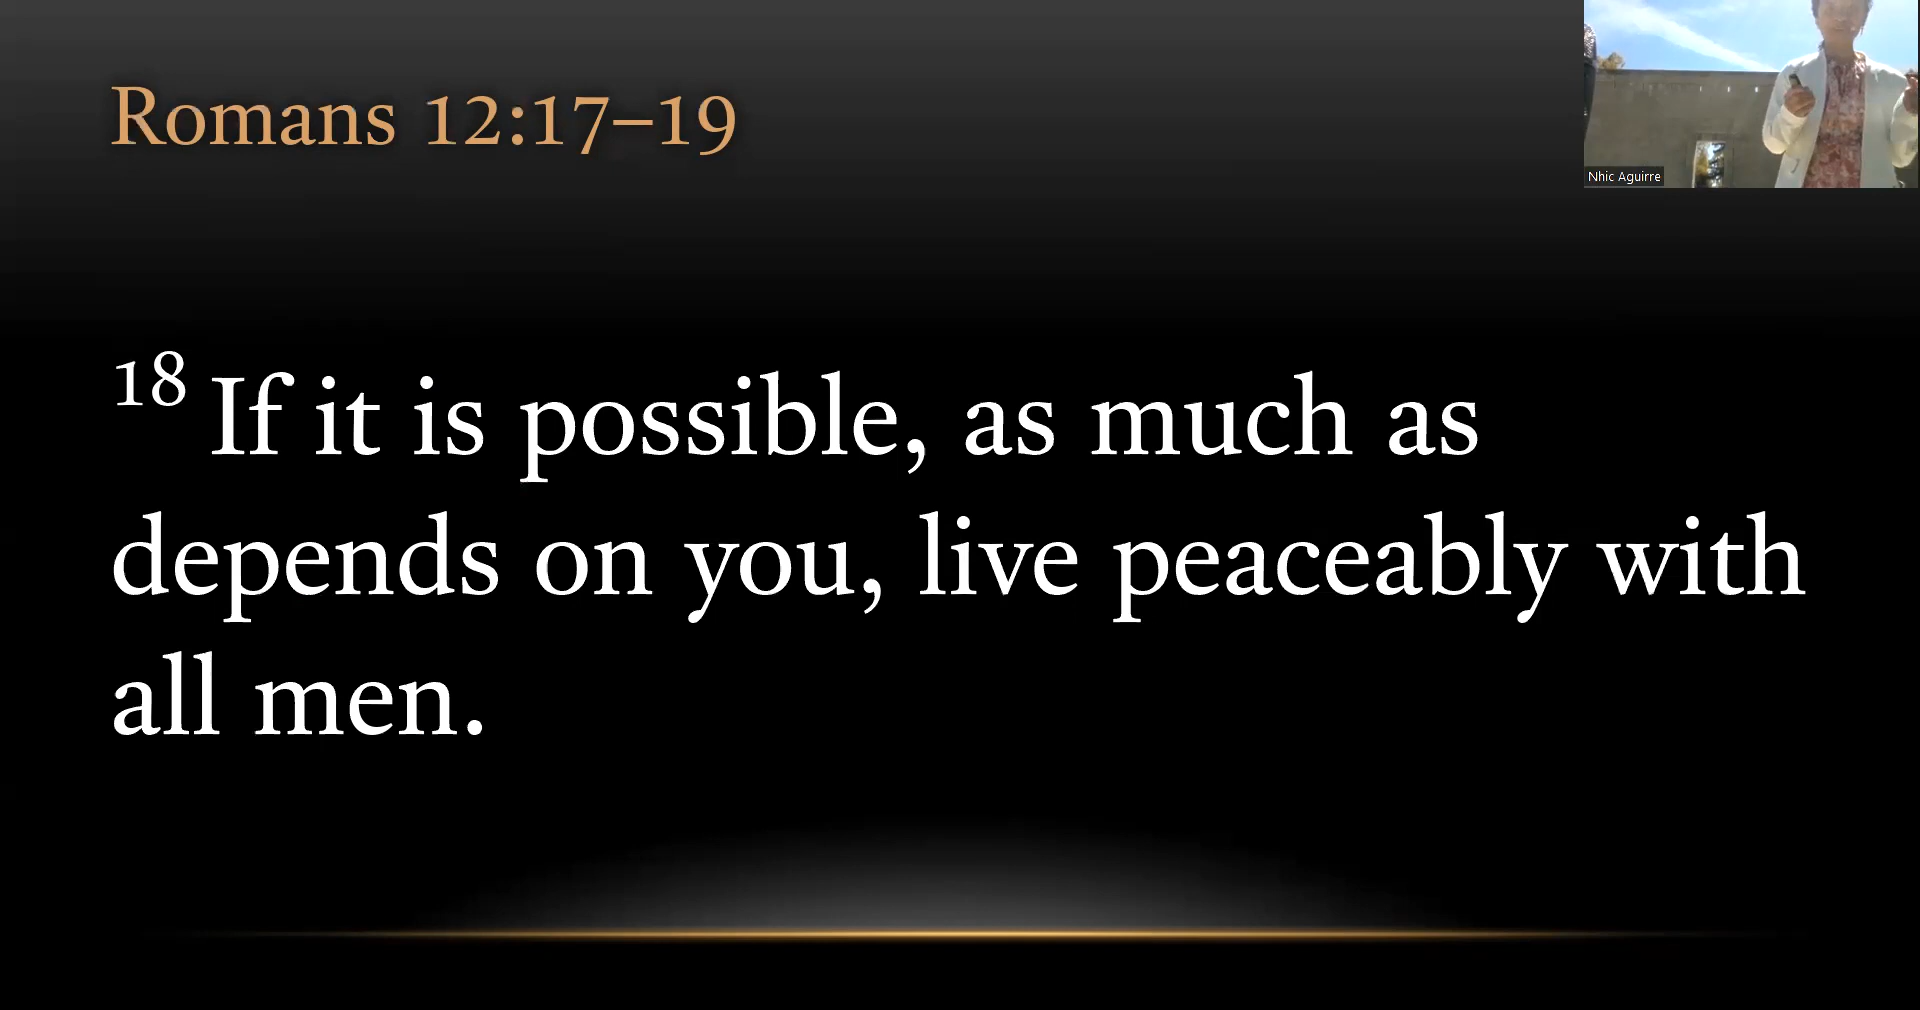 Romans 12:17–19
Nhic Aguirre
18 If it is possible, as much as
depends on you, live peaceably with
all men.